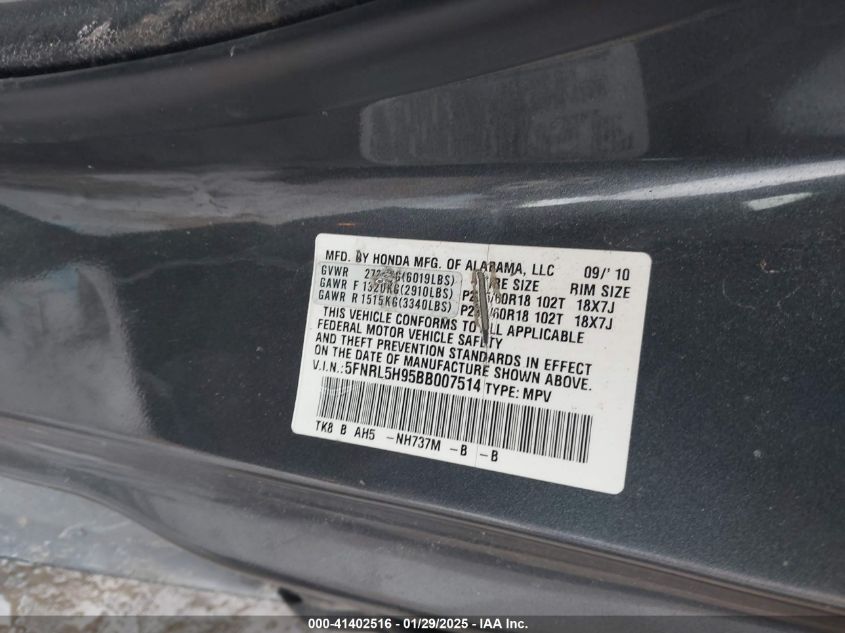 MFD. BY HONDA MFG. OF ALABAMA, LLC 09/'10
GVWR (6019LBS) SIZE RIM SIZE
GAWR F 1320KG(2910LBS) /60R18 102T 18X7J
GAWR R 1515KG(3340LBS) /60R18 102T 18X7J
THIS VEHICLE CONFORMS TO ALL APPLICABLE
FEDERAL MOTOR VEHICLE SAFETY
AND THEFT PREVENTION STANDARDS IN EFFECT
ON THE DATE OF MANUFACTURE SHOWN ABOVE.
V.I.N.:5FNRL5H95BB007514 TYPE: MPV
TK8 B AH5 -NH737M -B -B
000-41402516 - 01/29/2025 - IAA Inc.